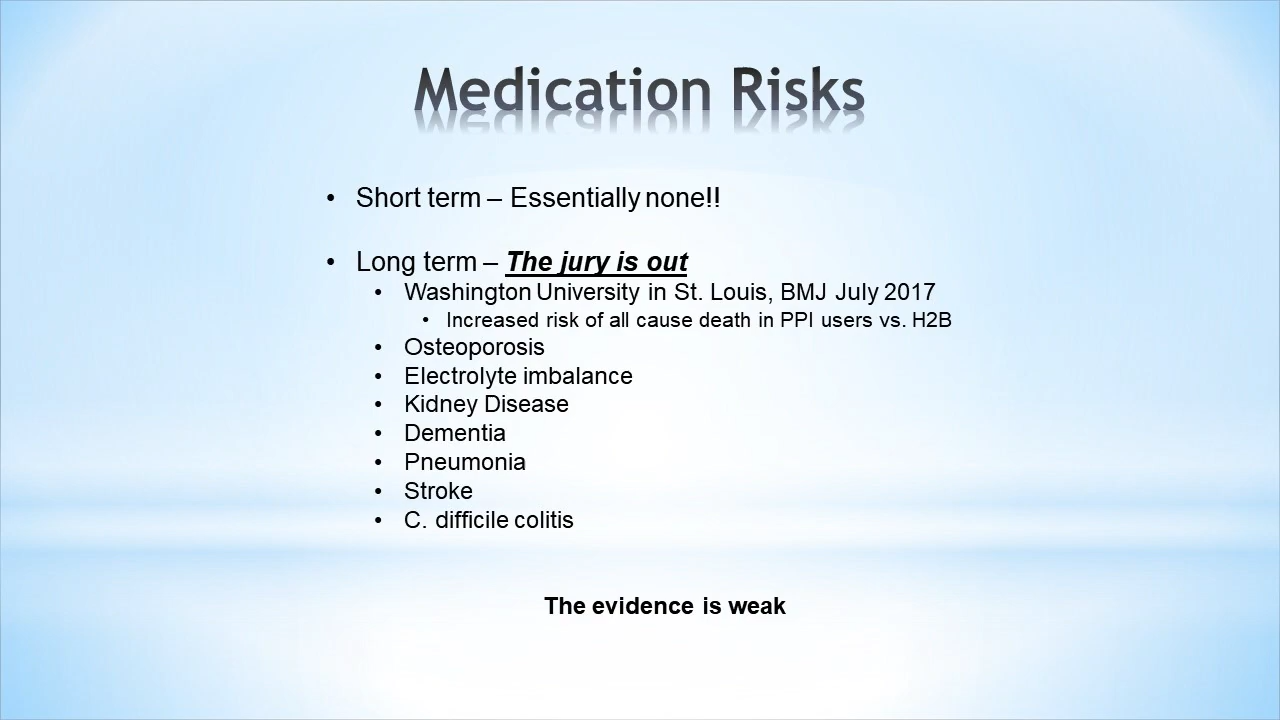 Medication Risks
• Short term – Essentially none!!
• Long term – The jury is out
• Washington University in St. Louis, BMJ July 2017
• Increased risk of all cause death in PPI users vs. H2B
• Osteoporosis
• Electrolyte imbalance
• Kidney Disease
• Dementia
• Pneumonia
• Stroke
• C. difficile colitis
The evidence is weak